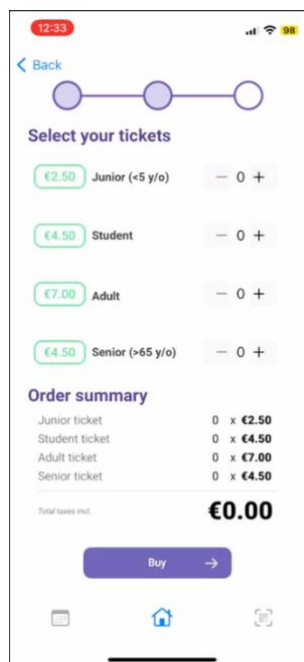 12:33 98
Back
Select your tickets
€2.50 Junior (<5 y/o) — 0 +
€4.50 Student — 0 +
€7.00 Adult — 0 +
€4.50 Senior (>65 y/o) — 0 +
Order summary
Junior ticket 0 x €2.50
Student ticket 0 x €4.50
Adult ticket 0 x €7.00
Senior ticket 0 x €4.50
Total taxes incl. €0.00
Buy →